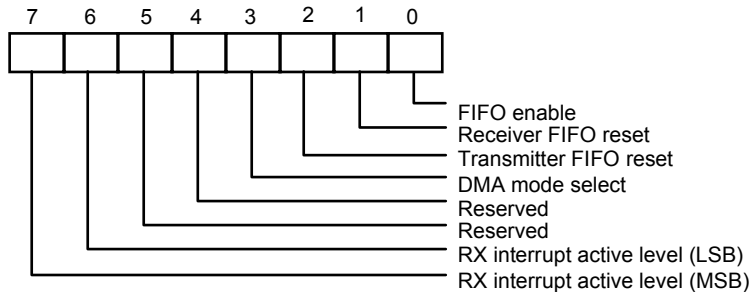 7 6 5 4 3 2 1 0
FIFO enable
Receiver FIFO reset
Transmitter FIFO reset
DMA mode select
Reserved
Reserved
RX interrupt active level (LSB)
RX interrupt active level (MSB)